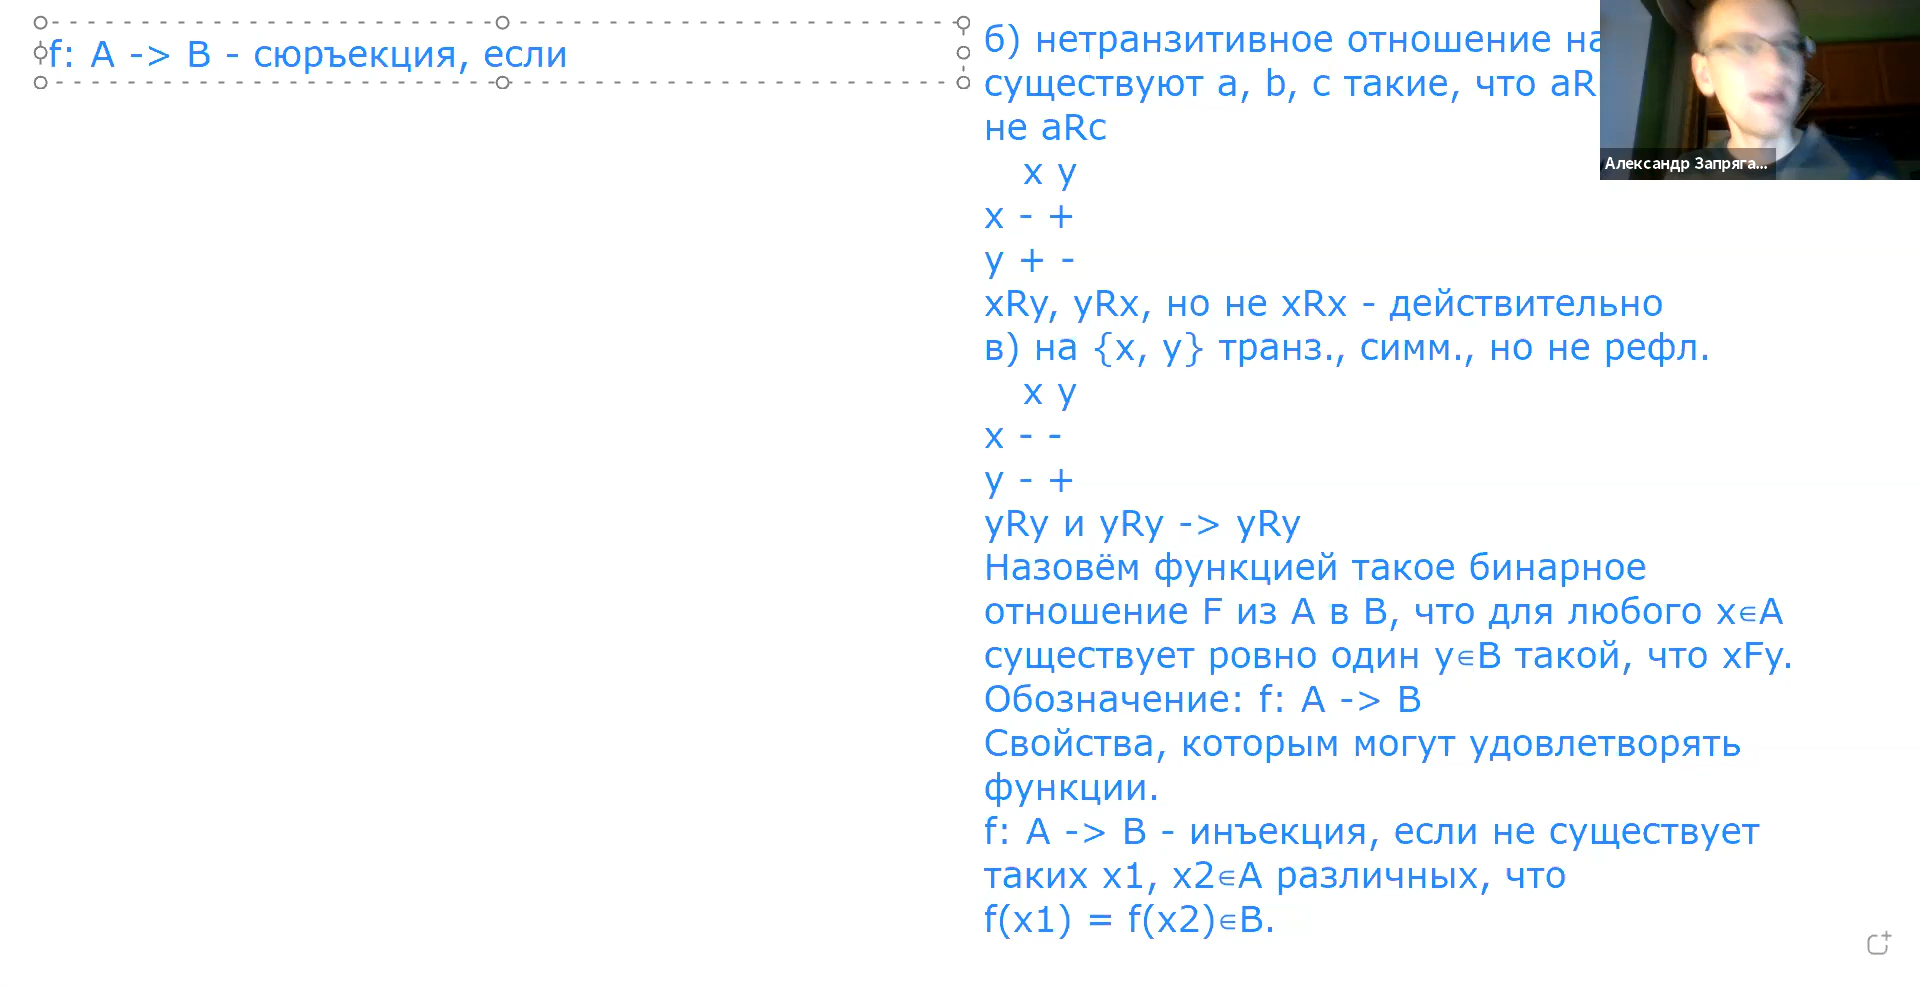 f: A -> B - сюръекция, если
б) нетранзитивное отношение на
существуют a, b, c такие, что aR
не aRc
x y
x - +
y + -
xRy, yRx, но не xRx - действительно
в) на {x, y} транз., симм., но не рефл.
x y
x - -
y - +
yRy и yRy -> yRy
Назовём функцией такое бинарное
отношение F из A в B, что для любого x∈A
существует ровно один y∈B такой, что xFy.
Обозначение: f: A -> B
Свойства, которым могут удовлетворять
функции.
f: A -> B - инъекция, если не существует
таких x1, x2∈A различных, что
f(x1) = f(x2)∈B.
Александр Запряга...